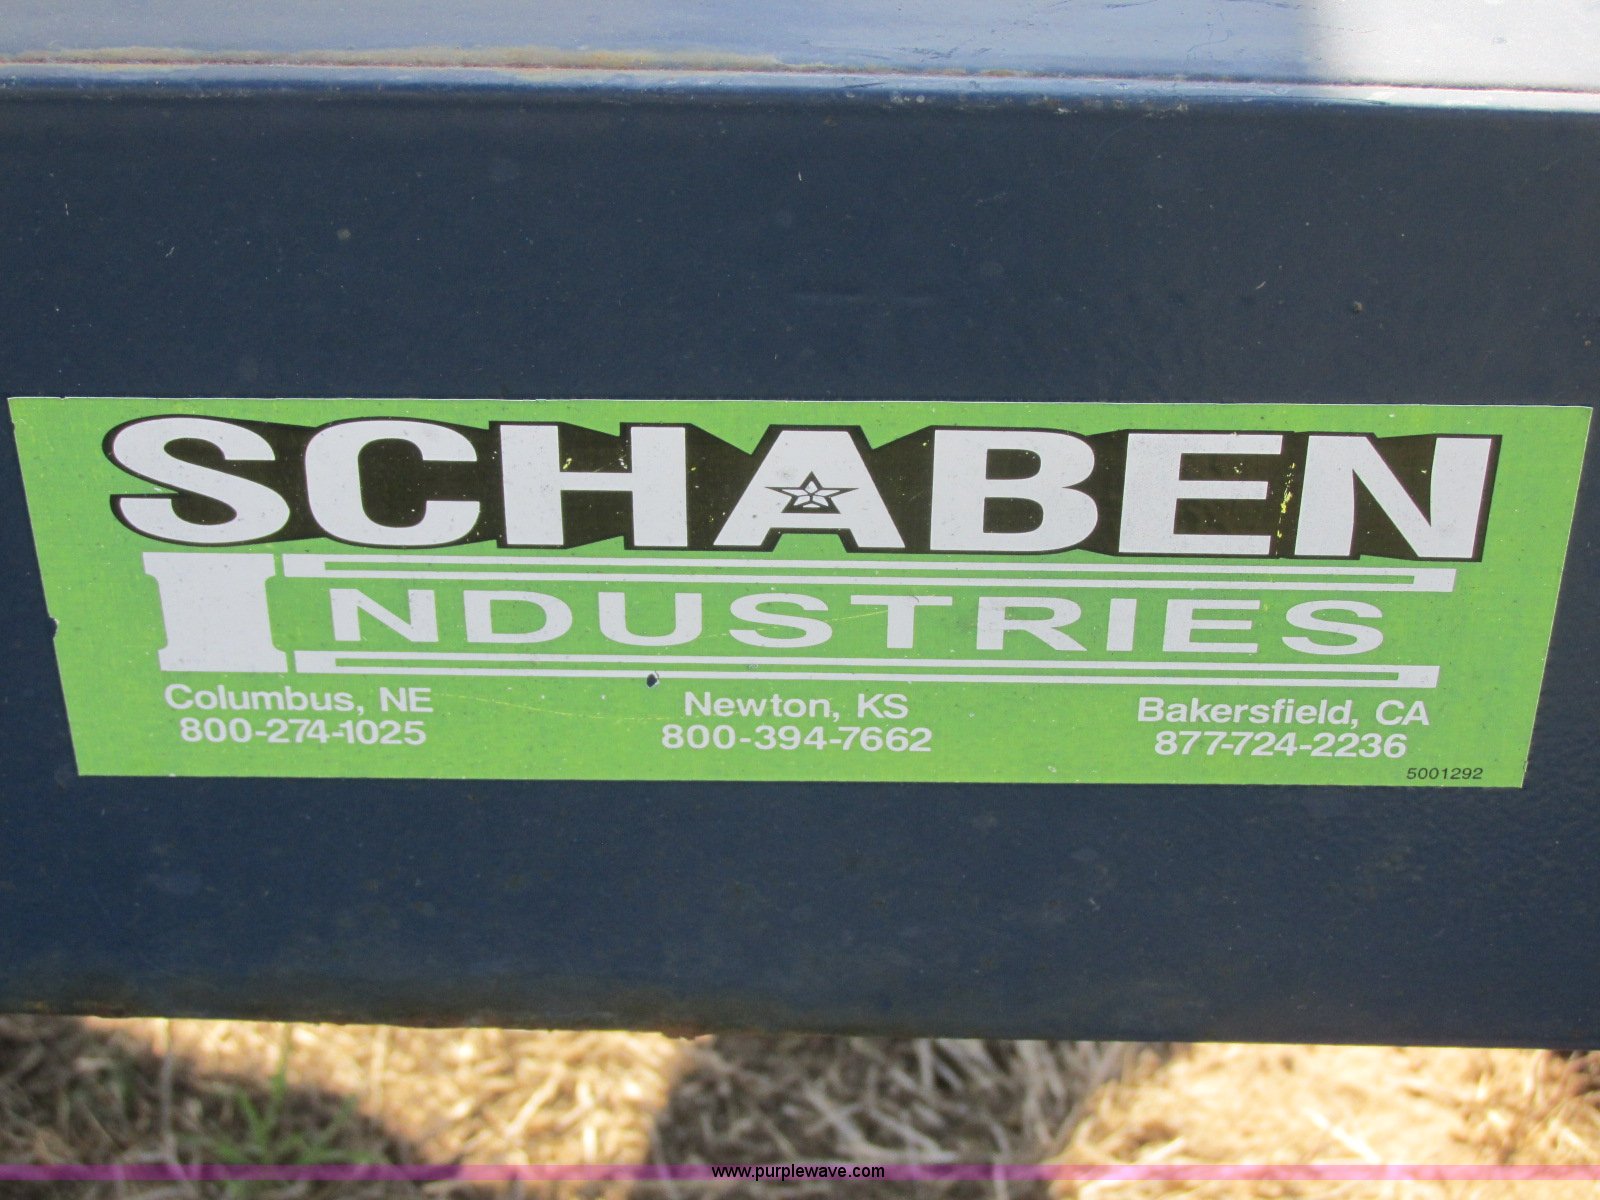 SCHABEN
INDUSTRIES
Columbus, NE Newton, KS Bakersfield, CA
800-274-1025 800-394-7662 877-724-2236
5001292
www.purplewave.com